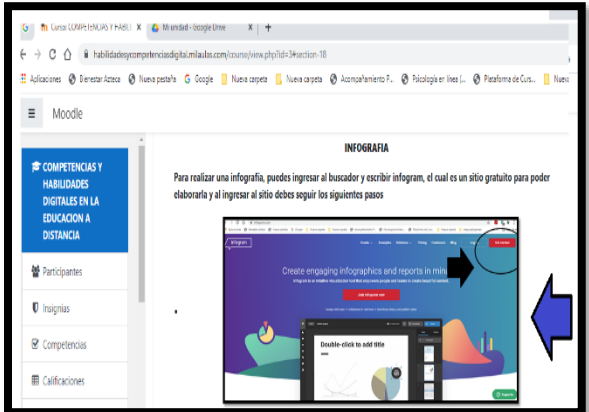 Curso: COMPETENCIAS Y HABILI X
Mi unidad - Google Drive X +
habilidadesycompetenciasdigital.milaulas.com/course/view.php?id=3#section-18
Aplicaciones Bienestar Azteca Nueva pestaña G Google Nueva carpeta Nueva carpeta Acompañamiento P... Psicología en línea (... Plataforma de Curs... Nueva
Moodle
COMPETENCIAS Y
HABILIDADES
DIGITALES EN LA
EDUCACION A
DISTANCIA
Participantes
Insignias
Competencias
Calificaciones
INFOGRAFIA
Para realizar una infografía, puedes ingresar al buscador y escribir infogram, el cual es un sitio gratuito para poder
elaborarla y al ingresar al sitio debes seguir los siguientes pasos
infogram
Create engaging infographics and reports in minu
Join Infogram now
Double-click to add title